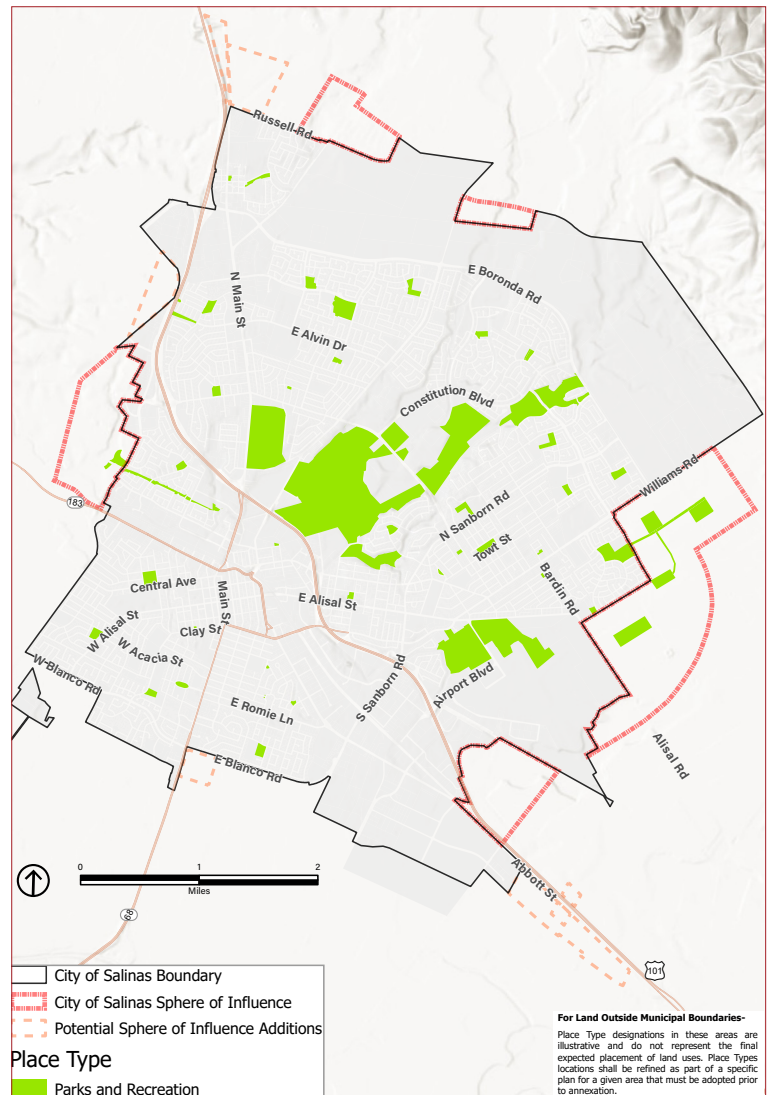 Russell Rd
E Boronda Rd
N Main St
E Alvin Dr
Constitution Blvd
Williams Rd
183
N Sanborn Rd
Towt St
Bardin Rd
Central Ave
Main St
E Alisal St
W Alisal St
Clay St
W Acacia St
W Blanco Rd
S Sanborn Rd
Airport Blvd
E Romie Ln
Alisal Rd
E Blanco Rd
Abbott St
0 1 2
Miles
68
101
City of Salinas Boundary
City of Salinas Sphere of Influence
Potential Sphere of Influence Additions
Place Type
Parks and Recreation
For Land Outside Municipal Boundaries-
Place Type designations in these areas are
illustrative and do not represent the final
expected placement of land uses. Place Types
locations shall be refined as part of a specific
plan for a given area that must be adopted prior
to annexation.